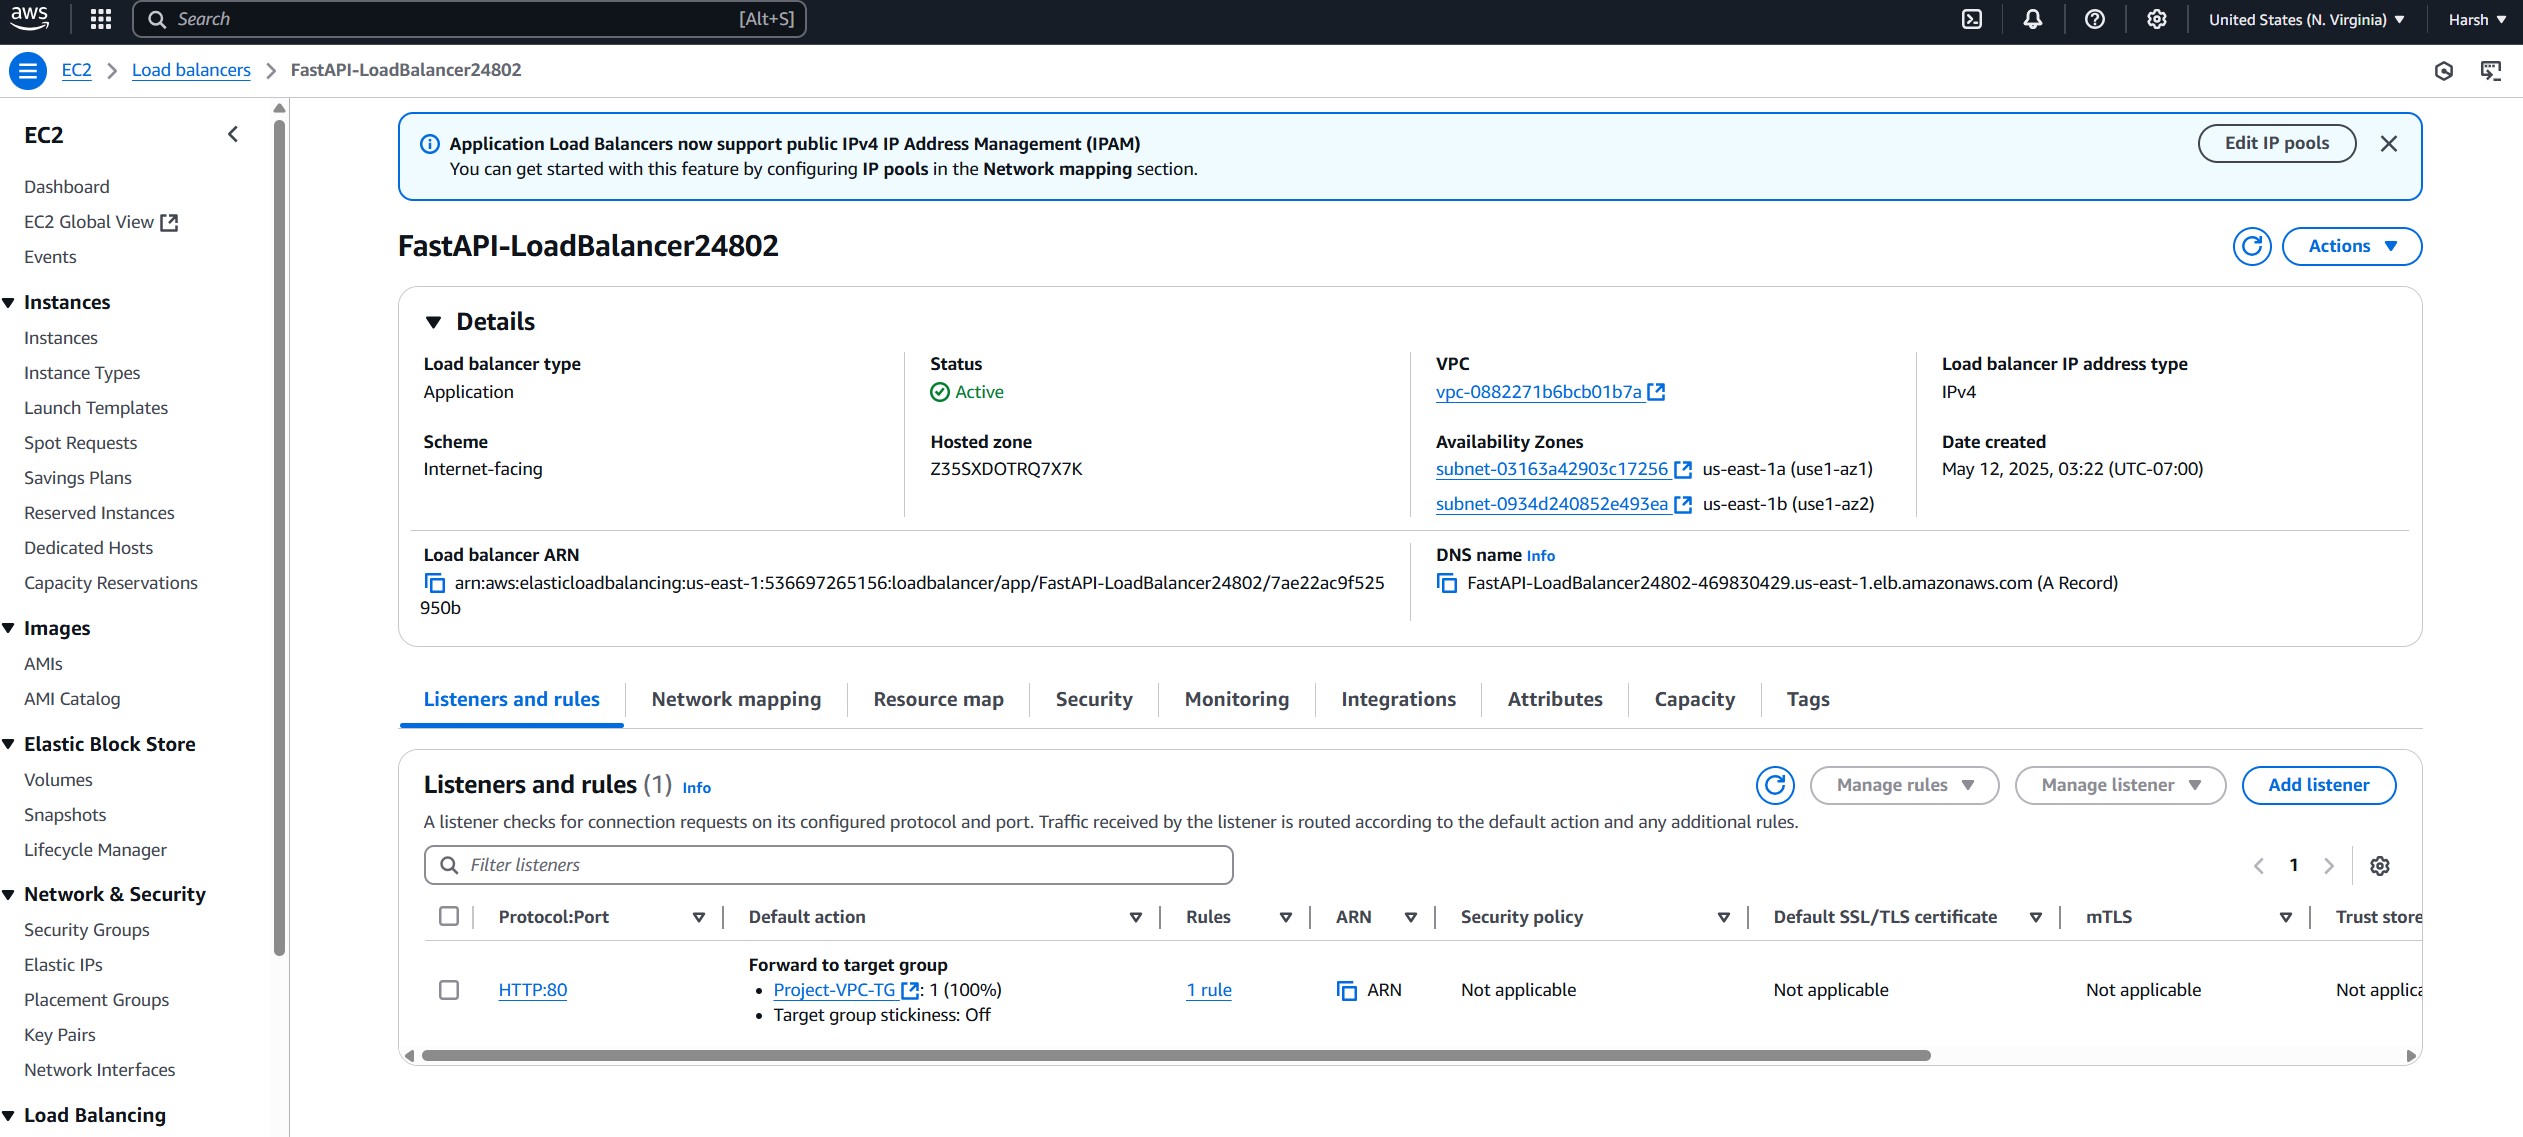 aws
Search [Alt+S]
United States (N. Virginia)
Harsh
EC2
Load balancers
FastAPI-LoadBalancer24802
EC2
Dashboard
EC2 Global View
Events
Instances
Instances
Instance Types
Launch Templates
Spot Requests
Savings Plans
Reserved Instances
Dedicated Hosts
Capacity Reservations
Images
AMIs
AMI Catalog
Elastic Block Store
Volumes
Snapshots
Lifecycle Manager
Network & Security
Security Groups
Elastic IPs
Placement Groups
Key Pairs
Network Interfaces
Load Balancing
Application Load Balancers now support public IPv4 IP Address Management (IPAM)
You can get started with this feature by configuring IP pools in the Network mapping section.
Edit IP pools
FastAPI-LoadBalancer24802
Actions
Details
Load balancer type
Application
Status
Active
VPC
vpc-0882271b6bcb01b7a
Load balancer IP address type
IPv4
Scheme
Internet-facing
Hosted zone
Z35SXDOTRQ7X7K
Availability Zones
subnet-03163a42903c17256 us-east-1a (use1-az1)
subnet-0934d240852e493ea us-east-1b (use1-az2)
Date created
May 12, 2025, 03:22 (UTC-07:00)
Load balancer ARN
arn:aws:elasticloadbalancing:us-east-1:536697265156:loadbalancer/app/FastAPI-LoadBalancer24802/7ae22ac9f525
950b
DNS name Info
FastAPI-LoadBalancer24802-469830429.us-east-1.elb.amazonaws.com (A Record)
Listeners and rules
Network mapping
Resource map
Security
Monitoring
Integrations
Attributes
Capacity
Tags
Listeners and rules (1) Info
Manage rules
Manage listener
Add listener
A listener checks for connection requests on its configured protocol and port. Traffic received by the listener is routed according to the default action and any additional rules.
Filter listeners
1
Protocol:Port
Default action
Rules
ARN
Security policy
Default SSL/TLS certificate
mTLS
Trust store
HTTP:80
Forward to target group
• Project-VPC-TG : 1 (100%)
• Target group stickiness: Off
1 rule
ARN
Not applicable
Not applicable
Not applicable
Not applica